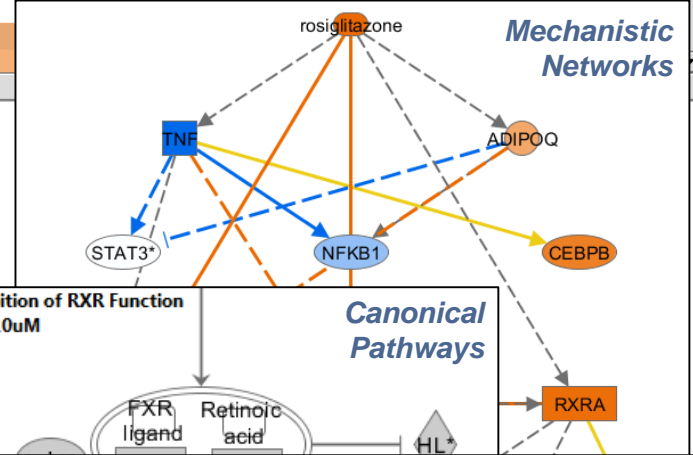 rosiglitazone
Mechanistic
Networks
TNF
ADIPOQ
STAT3*
NFKB1
CEBPB
ition of RXR Function
.0uM
Canonical
Pathways
FXR
ligand
Retinoic
acid
HL*
RXRA